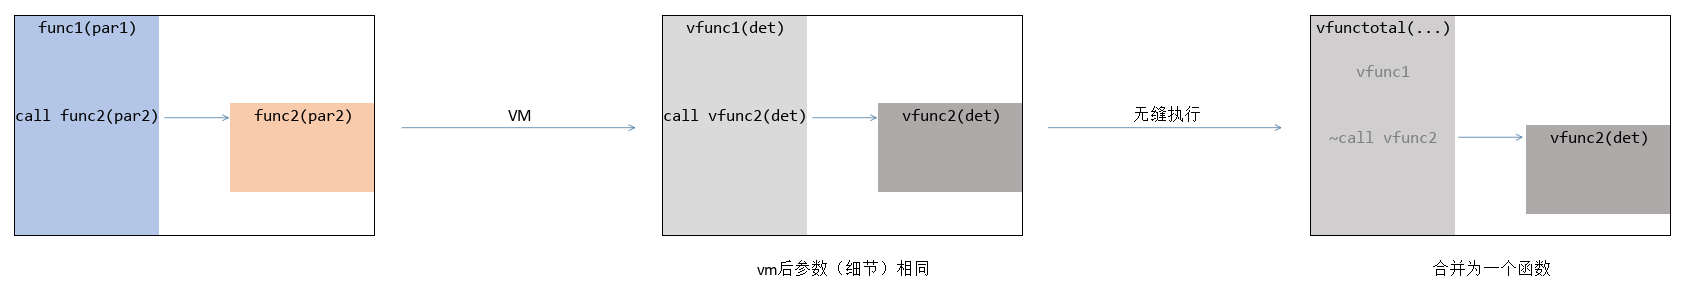 func1(par1)
call func2(par2)
func2(par2)
VM
vfunc1(det)
call vfunc2(det)
vfunc2(det)
vm后参数（细节）相同
无缝执行
vfunctotal(...)
vfunc1
~call vfunc2
vfunc2(det)
合并为一个函数